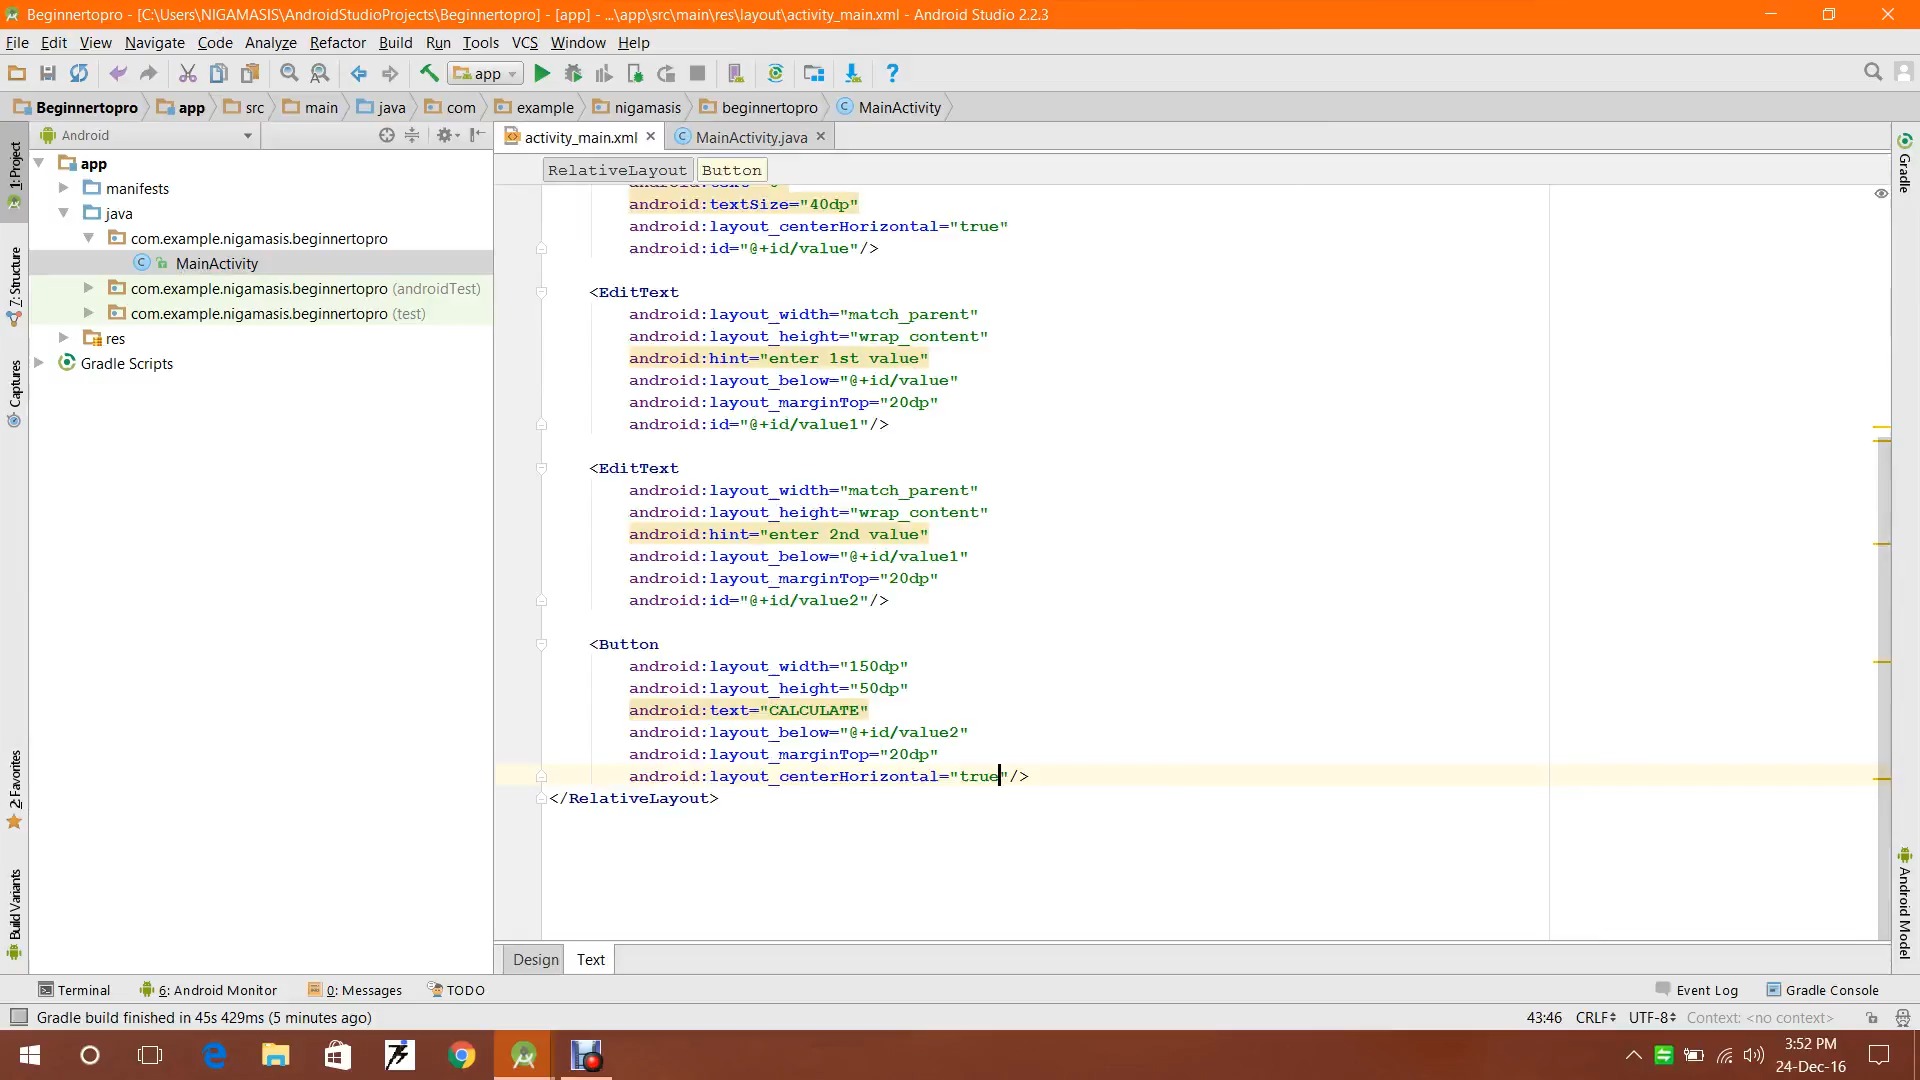 Beginnertopro - [C:\Users\NIGAMASIS\AndroidStudioProjects\Beginnertopro] - [app] - ...\app\src\main\res\layout\activity_main.xml - Android Studio 2.2.3
File Edit View Navigate Code Analyze Refactor Build Run Tools VCS Window Help
app
Beginnertopro app src main java com example nigamasis beginnertopro MainActivity
Android
activity_main.xml MainActivity.java
RelativeLayout Button
1: Project
7: Structure
Captures
2: Favorites
Build Variants
app
manifests
java
com.example.nigamasis.beginnertopro
MainActivity
com.example.nigamasis.beginnertopro (androidTest)
com.example.nigamasis.beginnertopro (test)
res
Gradle Scripts
android:textSize="40dp"
android:layout_centerHorizontal="true"
android:id="@+id/value"/>
<EditText
android:layout_width="match_parent"
android:layout_height="wrap_content"
android:hint="enter 1st value"
android:layout_below="@+id/value"
android:layout_marginTop="20dp"
android:id="@+id/value1"/>
<EditText
android:layout_width="match_parent"
android:layout_height="wrap_content"
android:hint="enter 2nd value"
android:layout_below="@+id/value1"
android:layout_marginTop="20dp"
android:id="@+id/value2"/>
<Button
android:layout_width="150dp"
android:layout_height="50dp"
android:text="CALCULATE"
android:layout_below="@+id/value2"
android:layout_marginTop="20dp"
android:layout_centerHorizontal="true"/>
</RelativeLayout>
Gradle
Android Model
Design Text
Terminal 6: Android Monitor 0: Messages TODO Event Log Gradle Console
Gradle build finished in 45s 429ms (5 minutes ago) 43:46 CRLF UTF-8 Context: <no context>
3:52 PM
24-Dec-16